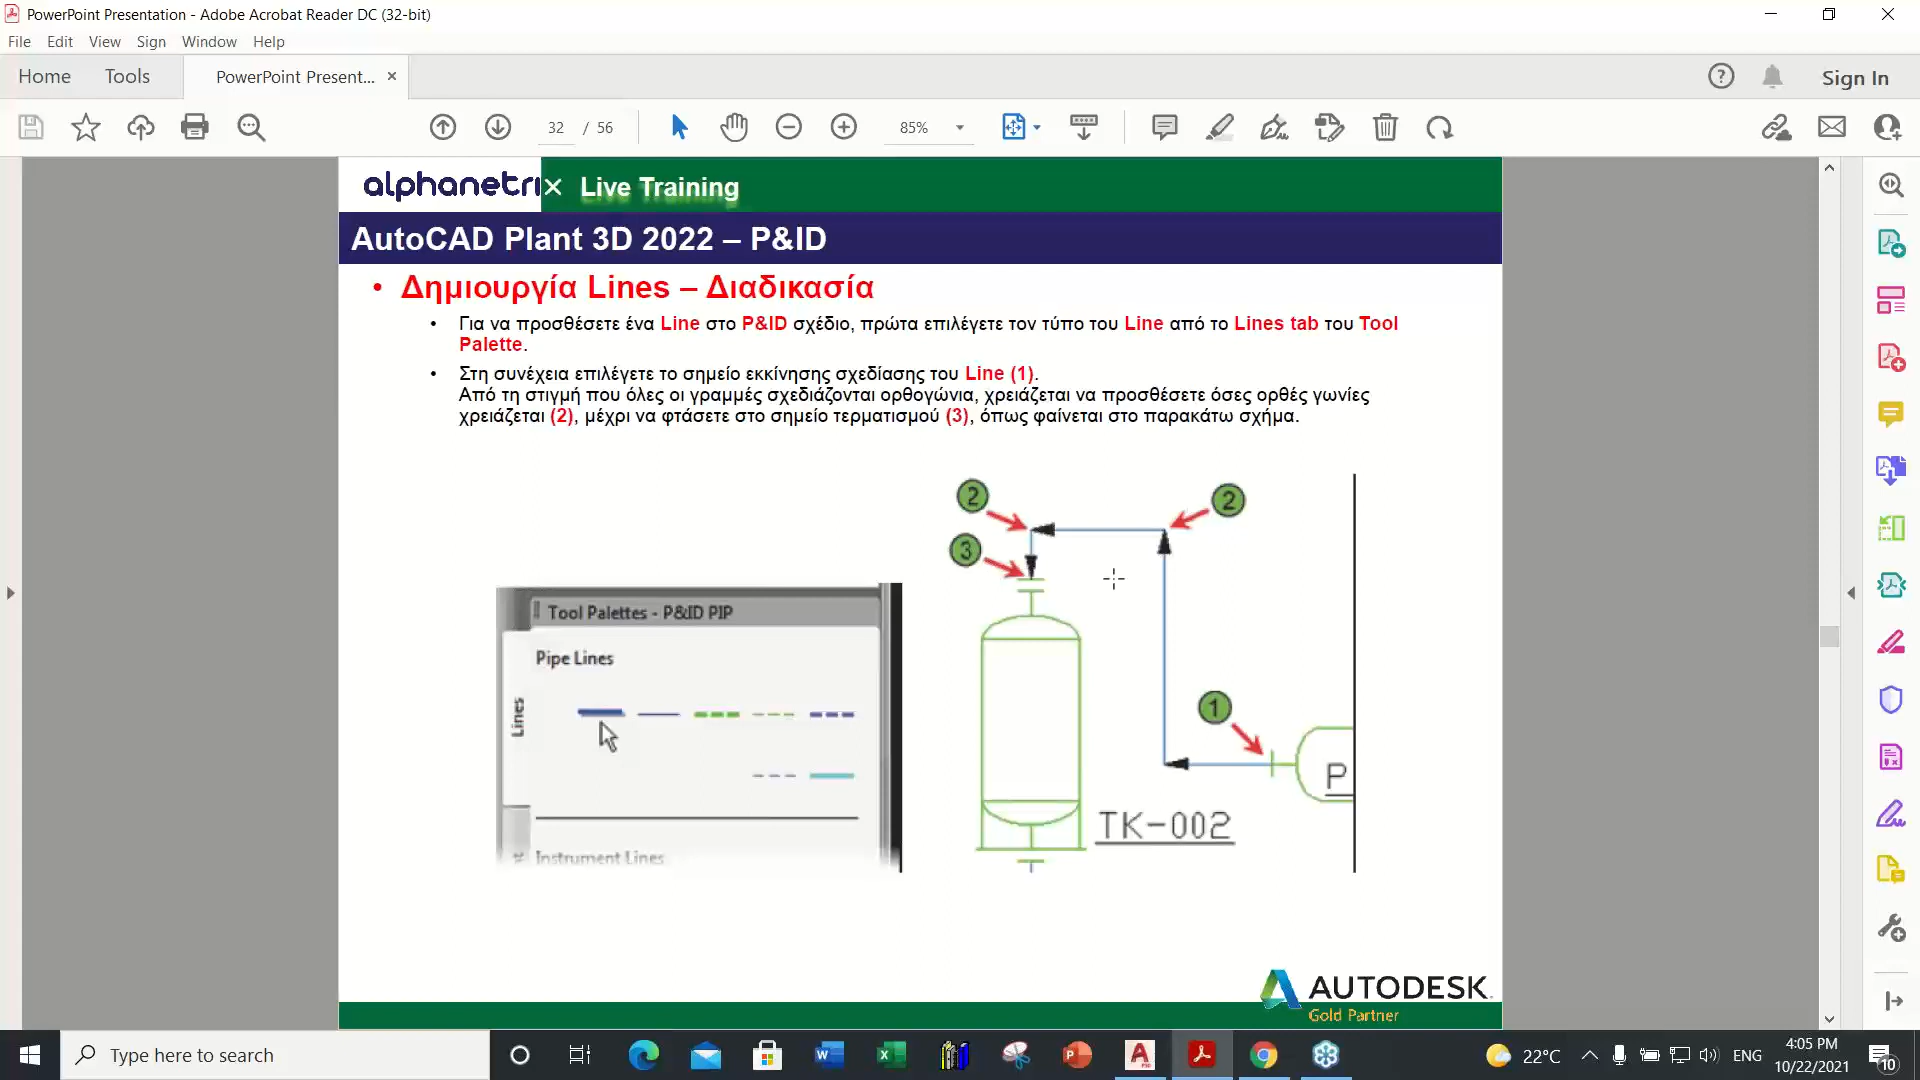 PowerPoint Presentation - Adobe Acrobat Reader DC (32-bit)
File Edit View Sign Window Help
Home Tools PowerPoint Present... × Sign In
32 / 56 85%
alphanetri× Live Training
AutoCAD Plant 3D 2022 – P&ID
• Δημιουργία Lines – Διαδικασία
• Για να προσθέσετε ένα Line στο P&ID σχέδιο, πρώτα επιλέγετε τον τύπο του Line από το Lines tab του Tool
Palette.
• Στη συνέχεια επιλέγετε το σημείο εκκίνησης σχεδίασης του Line (1).
Από τη στιγμή που όλες οι γραμμές σχεδιάζονται ορθογώνια, χρειάζεται να προσθέσετε όσες ορθές γωνίες
χρειάζεται (2), μέχρι να φτάσετε στο σημείο τερματισμού (3), όπως φαίνεται στο παρακάτω σχήμα.
2
2
3
Tool Palettes - P&ID PIP
Pipe Lines
Lines
1
P
TK-002
Instrument Lines
AUTODESK.
Gold Partner
Type here to search
22°C ENG
4:05 PM
10/22/2021
10